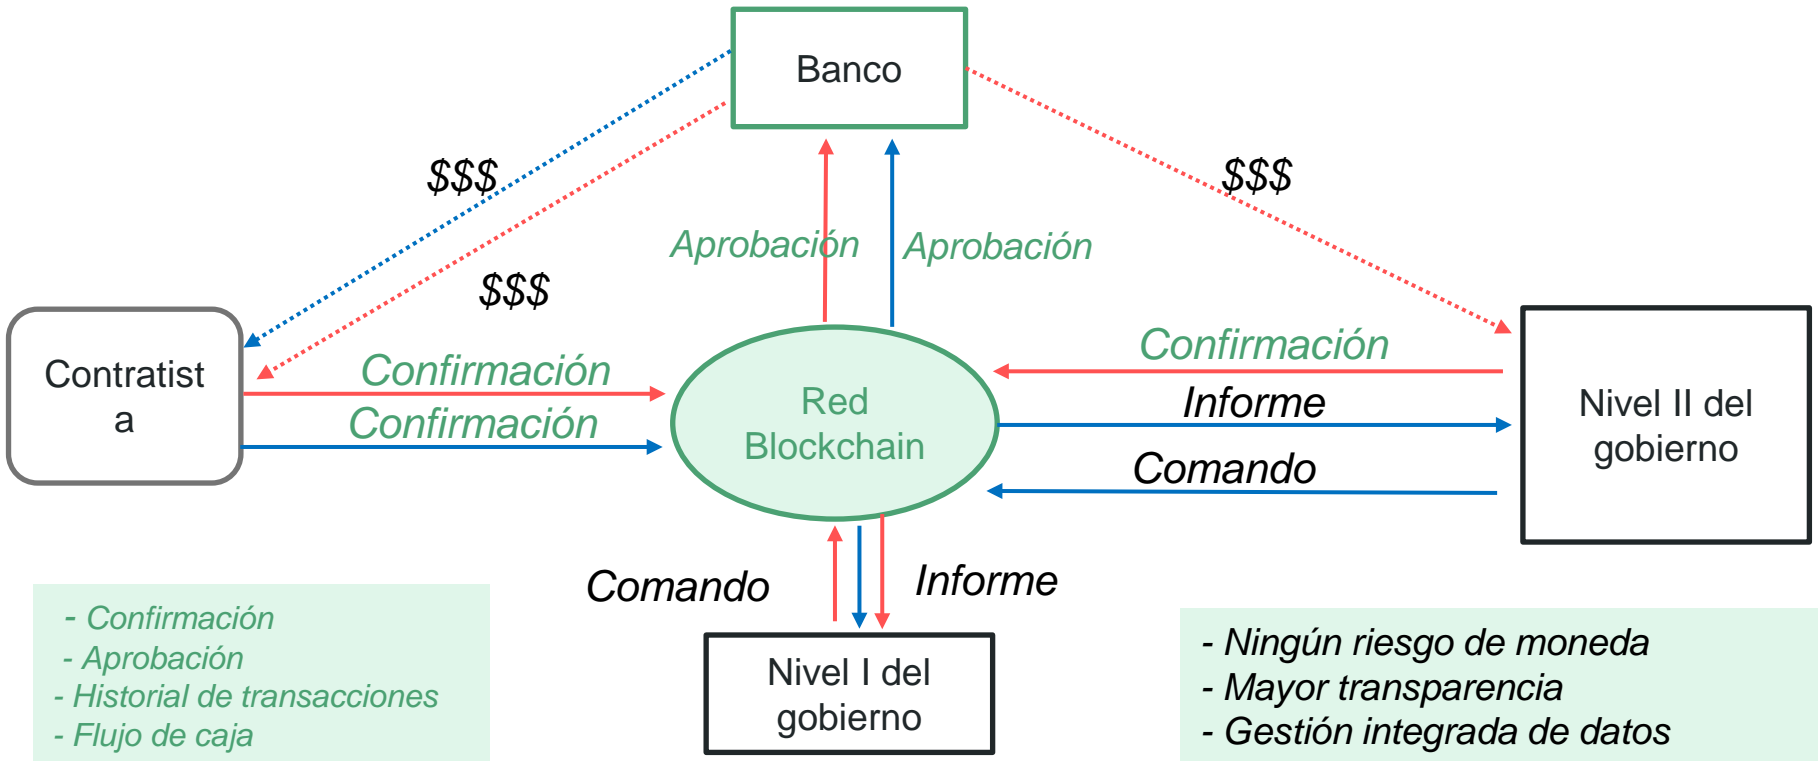 Banco
$$$
$$$
Aprobación
Aprobación
$$$
Contratist
a
Confirmación
Confirmación
Red
Blockchain
Confirmación
Informe
Comando
Nivel II del
gobierno
Comando
Informe
Nivel I del
gobierno
- Confirmación
- Aprobación
- Historial de transacciones
- Flujo de caja
- Ningún riesgo de moneda
- Mayor transparencia
- Gestión integrada de datos